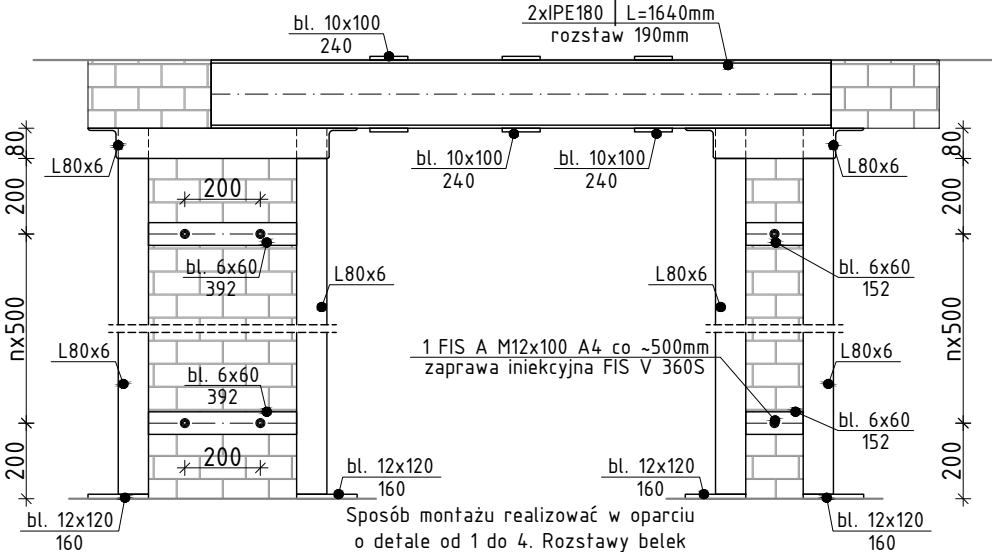 2xIPE180 L=1640mm
rozstaw 190mm
bl. 10x100
240
80
L80x6
bl. 10x100
240
bl. 10x100
240
L80x6
80
200
200
200
bl. 6x60
392
L80x6
L80x6
bl. 6x60
152
nx500
nx500
L80x6
1 FIS A M12x100 A4 co ~500mm
zaprawa iniekcyjna FIS V 360S
L80x6
bl. 6x60
392
bl. 6x60
152
200
200
200
bl. 12x120
160
bl. 12x120
160
bl. 12x120
160
bl. 12x120
160
Sposób montażu realizować w oparciu
o detale od 1 do 4. Rozstawy belek